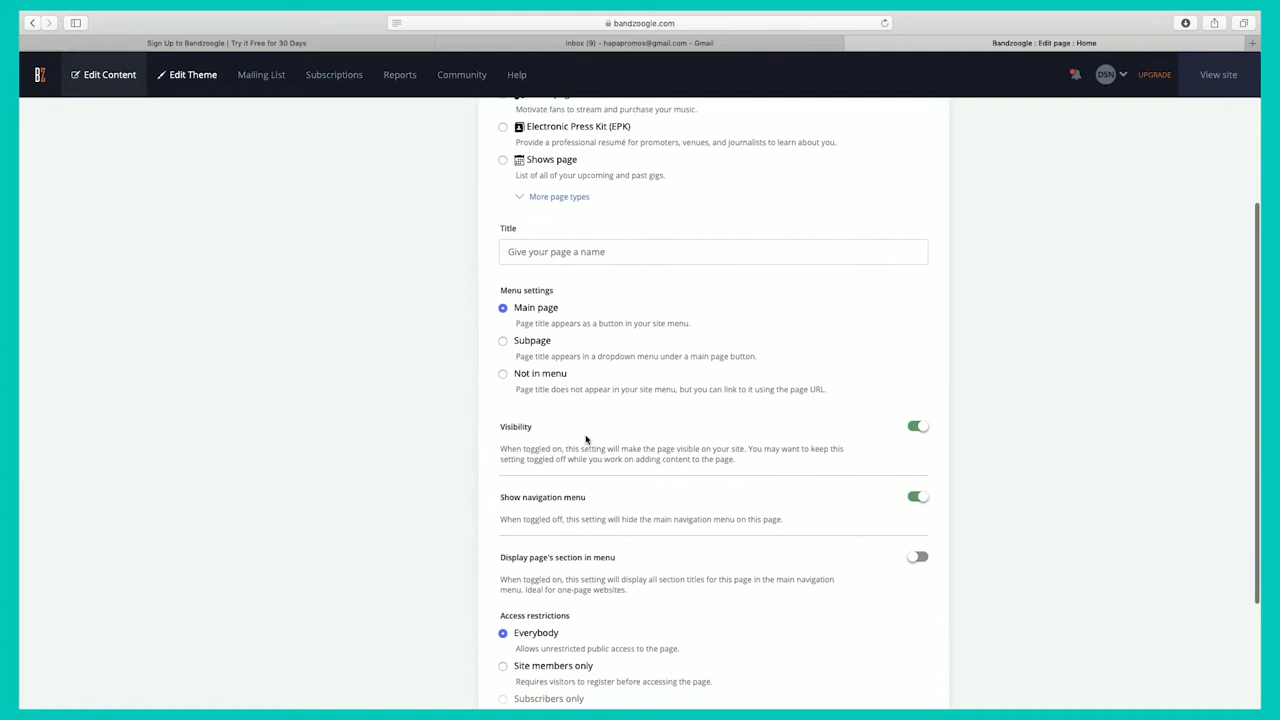 bandzoogle.com
Sign Up to Bandzoogle | Try it Free for 30 Days
Inbox (9) - hapapromos@gmail.com - Gmail
Bandzoogle : Edit page : Home
BZ
Edit Content
Edit Theme
Mailing List
Subscriptions
Reports
Community
Help
DSN
UPGRADE
View site
Motivate fans to stream and purchase your music.
Electronic Press Kit (EPK)
Provide a professional resumé for promoters, venues, and journalists to learn about you.
Shows page
List of all of your upcoming and past gigs.
More page types
Title
Give your page a name
Menu settings
Main page
Page title appears as a button in your site menu.
Subpage
Page title appears in a dropdown menu under a main page button.
Not in menu
Page title does not appear in your site menu, but you can link to it using the page URL.
Visibility
When toggled on, this setting will make the page visible on your site. You may want to keep this
setting toggled off while you work on adding content to the page.
Show navigation menu
When toggled off, this setting will hide the main navigation menu on this page.
Display page's section in menu
When toggled on, this setting will display all section titles for this page in the main navigation
menu. Ideal for one-page websites.
Access restrictions
Everybody
Allows unrestricted public access to the page.
Site members only
Requires visitors to register before accessing the page.
Subscribers only